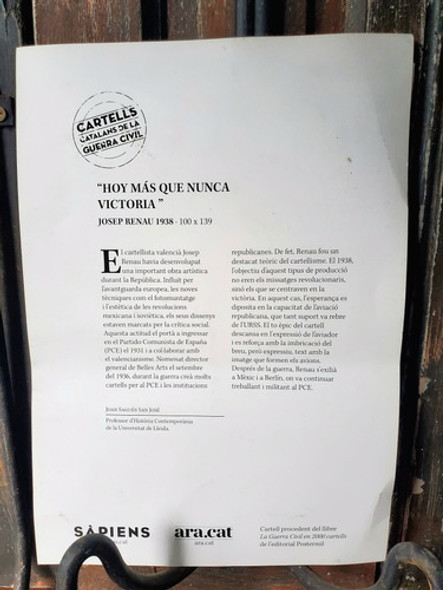 CARTELLS
CATALANS DE LA
GUERRA CIVIL
“HOY MÁS QUE NUNCA
VICTORIA ”
JOSEP RENAU 1938 · 100 x 139
El cartellista valencià Josep
Renau havia desenvolupat
una important obra artística
durant la República. Influït per
l'avantguarda europea, les noves
tècniques com el fotomuntatge
i l'estètica de les revolucions
mexicana i soviètica, els seus dissenys
estaven marcats per la crítica social.
Aquesta actitud el portà a ingressar
en el Partido Comunista de España
(PCE) el 1931 i a col·laborar amb
el valencianisme. Nomenat director
general de Belles Arts el setembre
del 1936, durant la guerra creà molts
cartells per al PCE i les institucions
republicanes. De fet, Renau fou un
destacat teòric del cartellisme. El 1938,
l'objectiu d'aquest tipus de producció
no eren els missatges revolucionaris,
sinó els que se centraven en la
victòria. En aquest cas, l'esperança es
diposita en la capacitat de l'aviació
republicana, que tant suport va rebre
de l'URSS. El to èpic del cartell
descansa en l'expressió de l'aviador
i es reforça amb la imbricació del
breu, però expressiu, text amb la
imatge que formen els avions.
Després de la guerra, Renau s'exilià
a Mèxic i a Berlín, on va continuar
treballant i militant al PCE.
JOAN SAGUÉS SAN JOSÉ
Professor d'Història Contemporània
de la Universitat de Lleida.
SÀPIENS
ara.cat
ara.cat
Cartell procedent del llibre
La Guerra Civil en 2000 cartells
de l'editorial Postermil